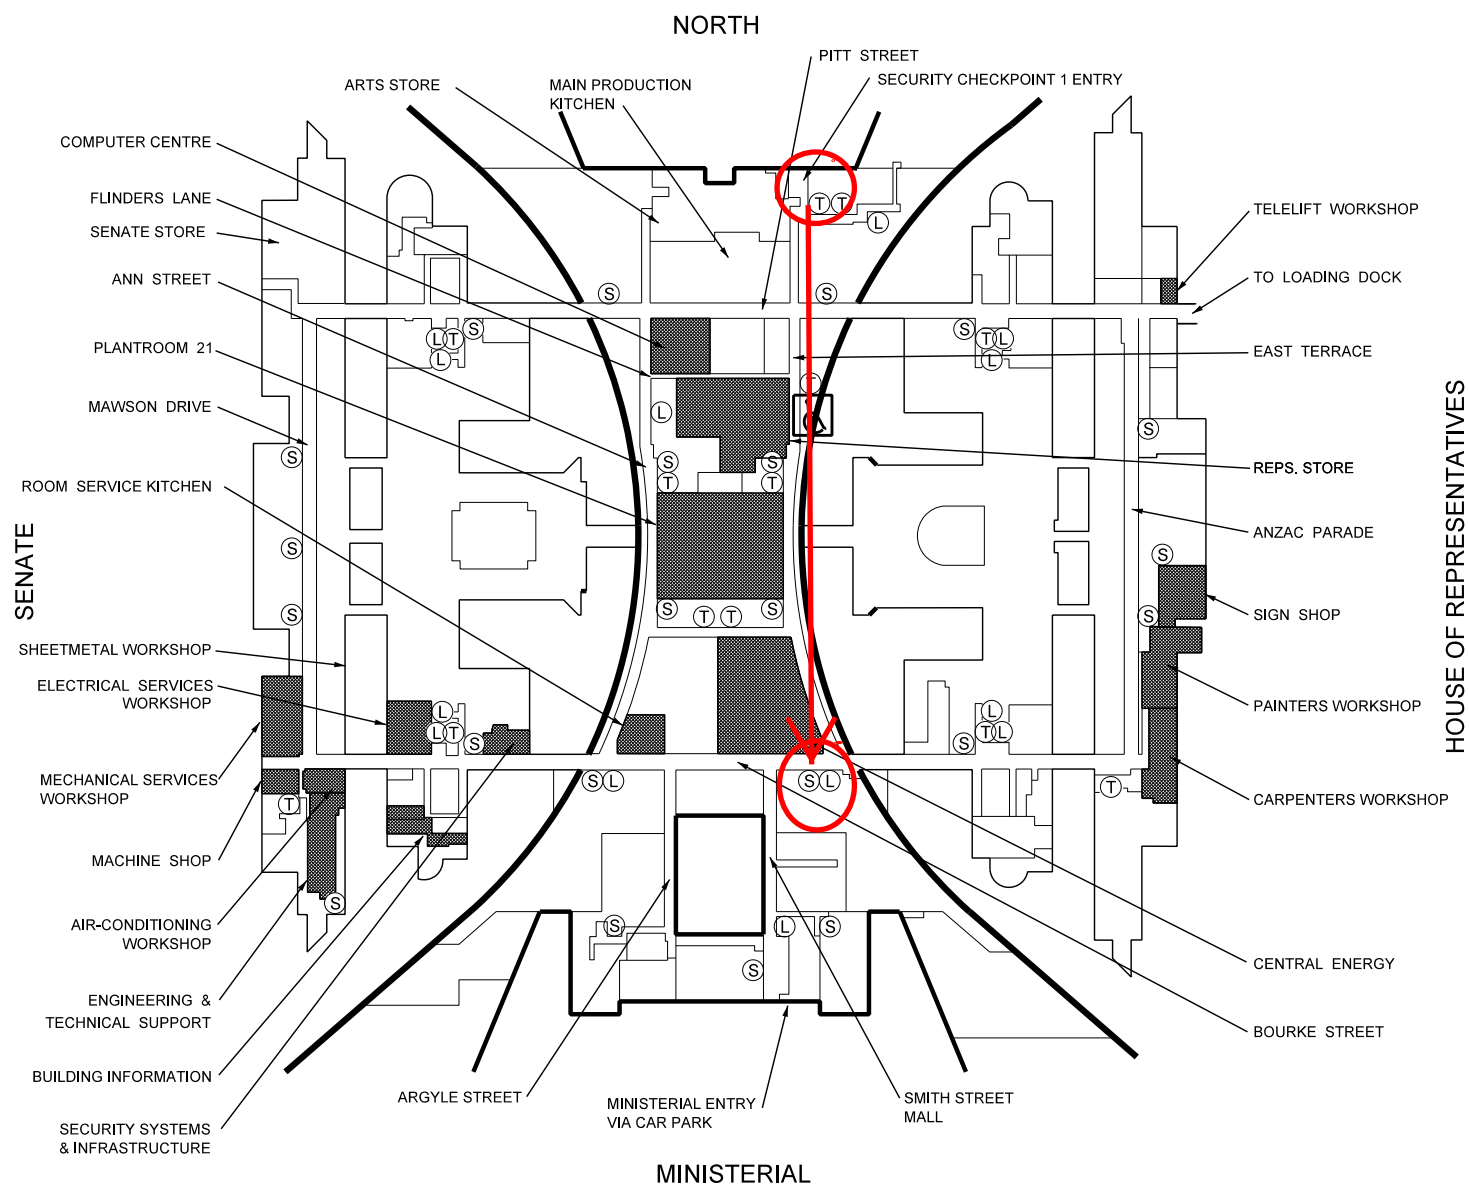 NORTH
PITT STREET
SECURITY CHECKPOINT 1 ENTRY
ARTS STORE
MAIN PRODUCTION
KITCHEN
COMPUTER CENTRE
FLINDERS LANE
SENATE STORE
ANN STREET
PLANTROOM 21
MAWSON DRIVE
ROOM SERVICE KITCHEN
SENATE
SHEETMETAL WORKSHOP
ELECTRICAL SERVICES
WORKSHOP
MECHANICAL SERVICES
WORKSHOP
MACHINE SHOP
AIR-CONDITIONING
WORKSHOP
ENGINEERING &
TECHNICAL SUPPORT
BUILDING INFORMATION
SECURITY SYSTEMS
& INFRASTRUCTURE
TELELIFT WORKSHOP
TO LOADING DOCK
EAST TERRACE
REPS. STORE
ANZAC PARADE
SIGN SHOP
PAINTERS WORKSHOP
CARPENTERS WORKSHOP
CENTRAL ENERGY
BOURKE STREET
HOUSE OF REPRESENTATIVES
ARGYLE STREET
MINISTERIAL ENTRY
VIA CAR PARK
SMITH STREET
MALL
MINISTERIAL
T T
L
S
S
L T
S
L
S
T L
L
T
L
S
S
S
S
T
T
S
S
S
S
S
T T
S
S
L
L T
S
L
S
T L
S L
S L
T
T
S
S
L S
S